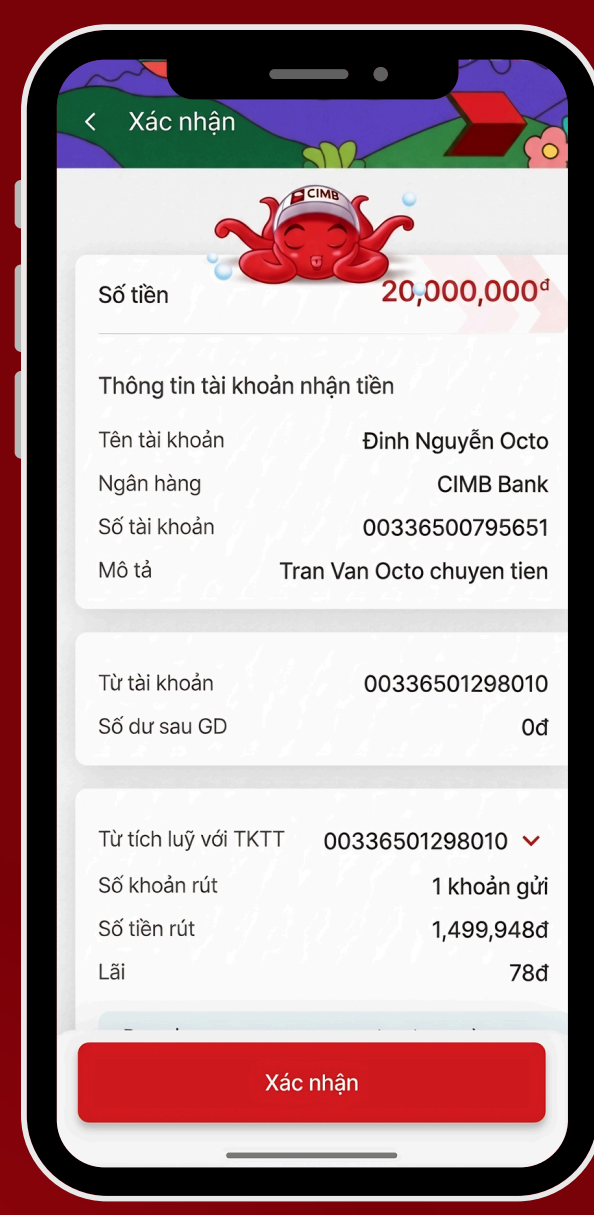 Xác nhận
CIMB
Số tiền 20,000,000đ
Thông tin tài khoản nhận tiền
Tên tài khoản Đinh Nguyễn Octo
Ngân hàng CIMB Bank
Số tài khoản 00336500795651
Mô tả Tran Van Octo chuyen tien
Từ tài khoản 00336501298010
Số dư sau GD 0đ
Từ tích luỹ với TKTT 00336501298010
Số khoản rút 1 khoản gửi
Số tiền rút 1,499,948đ
Lãi 78đ
Xác nhận